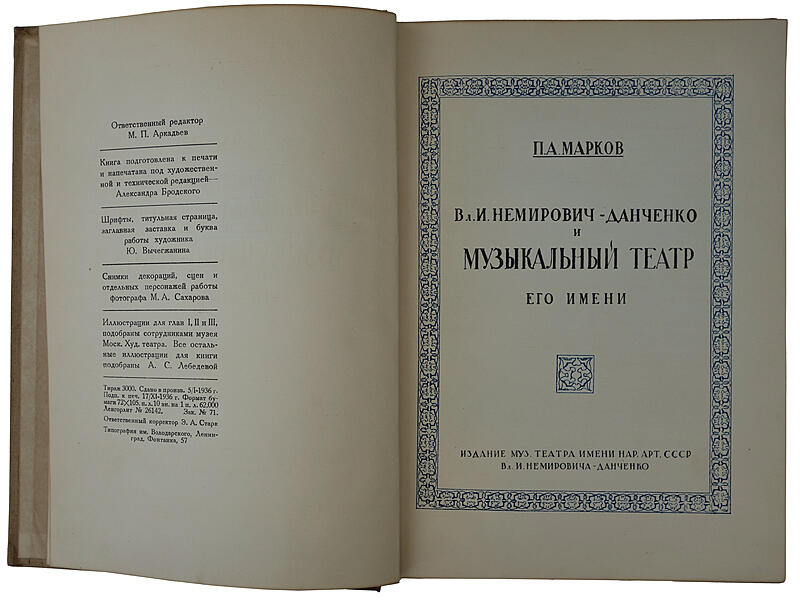 Ответственный редактор
М. П. Аркадьев
Книга подготовлена к печати
и напечатана под художествен-
ной и технической редакцией—
Александра Бродского
Шрифты, титульная страница,
заглавная заставка и буква
работы художника
Ю. Вычегжанина
Снимки декораций, сцен и
отдельных персонажей работы
фотографа М. А. Сахарова
Иллюстрации для глав I, II и III,
подобраны сотрудниками музея
Моск. Худ. театра. Все осталь-
ные иллюстрации для книги
подобраны А. С. Лебедевой
Тираж 3000. Сдано в произв. 5/I-1936 г.
Подп. к печ. 17/XI-1936 г. Формат бу-
маги 72×105. п. л. 10 зн. на 1 п. л. 62.000
Ленгорлит № 26142. Зак. № 71.
Ответственный корректор Э. А. Старк
Типография им. Володарского, Ленин-
град, Фонтанка, 57
П.А.МАРКОВ
Вл.И.НЕМИРОВИЧ-ДАНЧЕНКО
И
МУЗЫКАЛЬНЫЙ ТЕАТР
ЕГО ИМЕНИ
ИЗДАНИЕ МУЗ. ТЕАТРА ИМЕНИ НАР. АРТ. СССР
Вл. И. НЕМИРОВИЧА-ДАНЧЕНКО